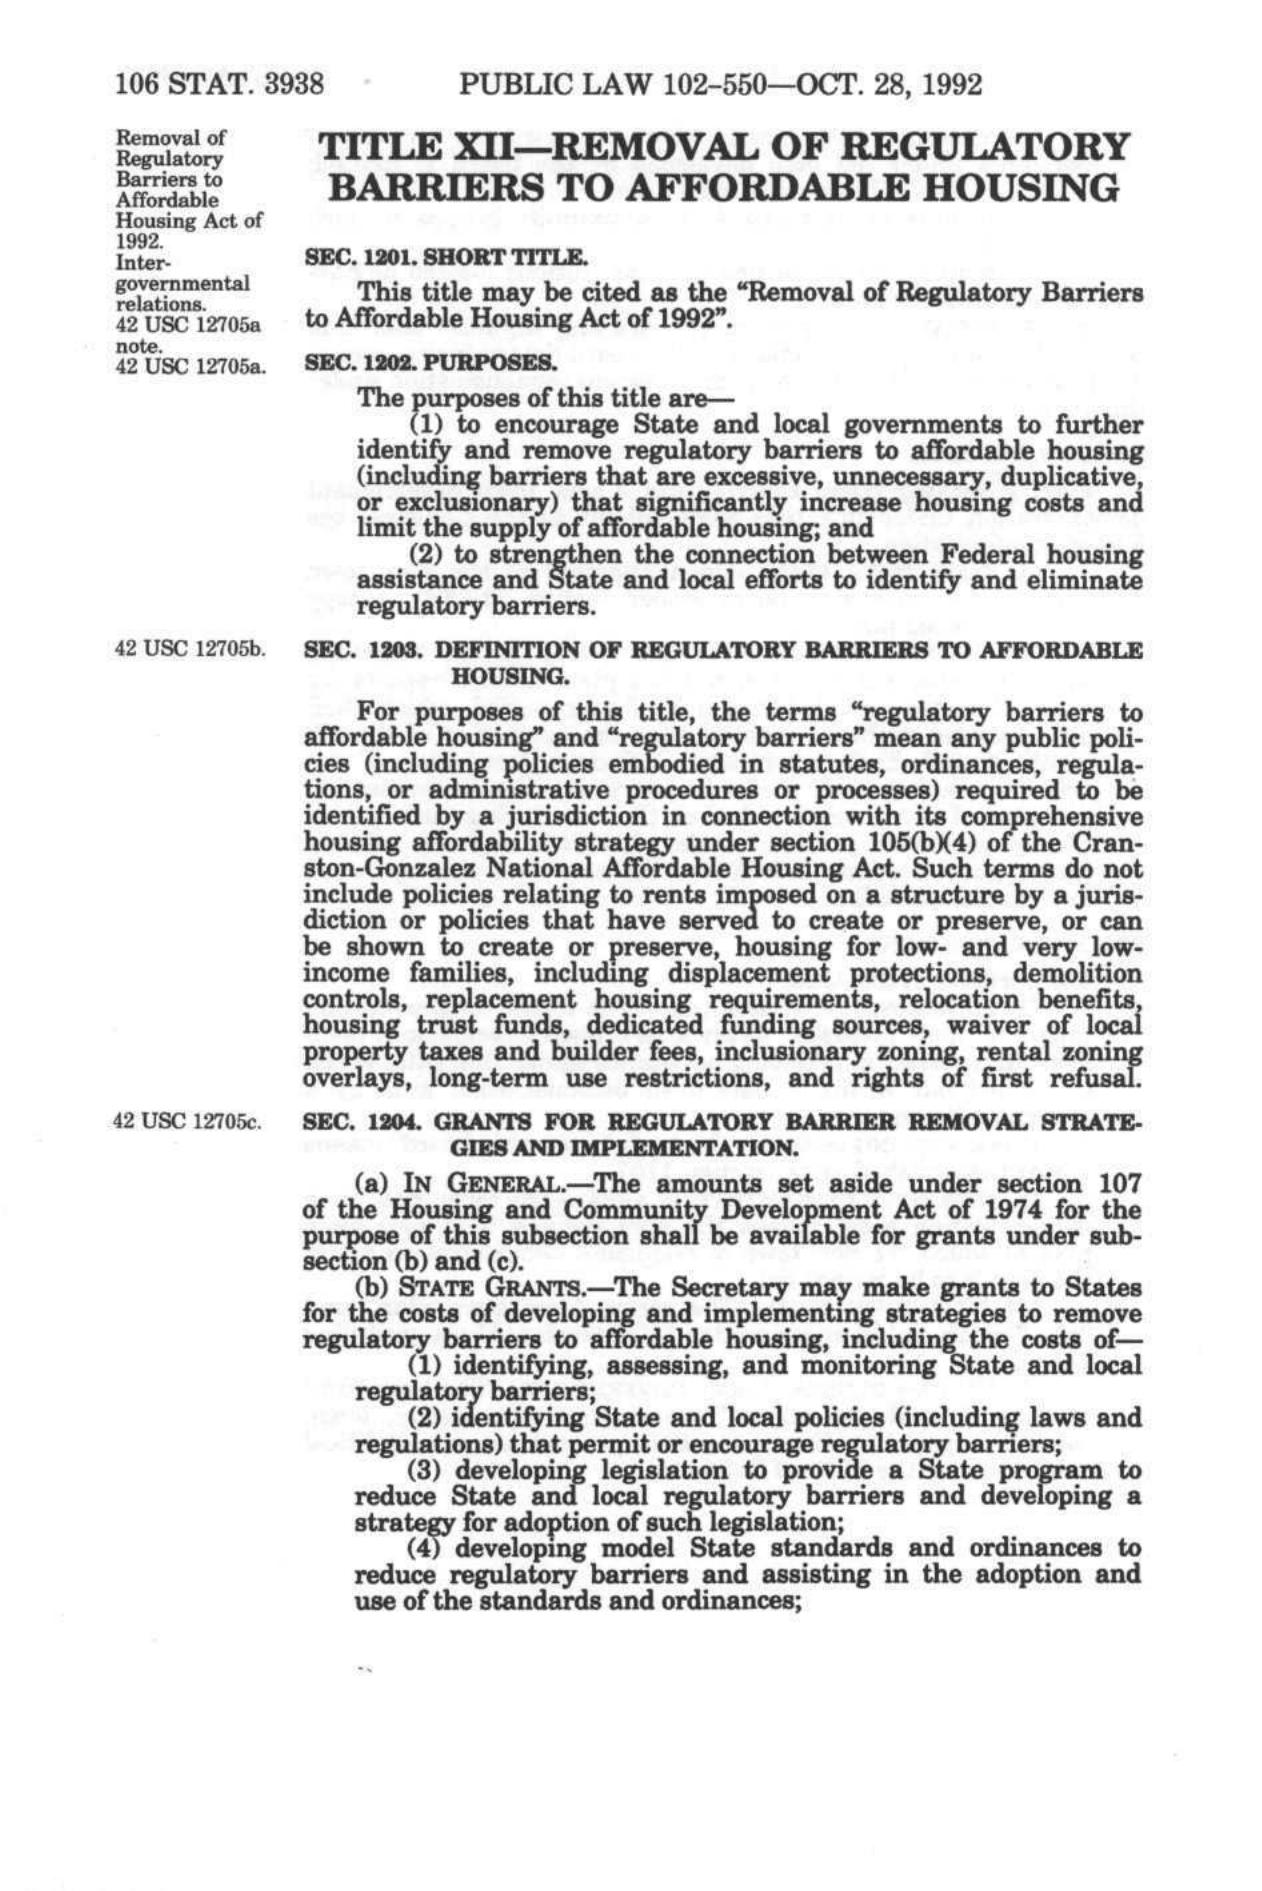 106 STAT. 3938
PUBLIC LAW 102-550—OCT. 28, 1992
Removal of
Regulatory
Barriers to
Affordable
Housing Act of
1992.
Inter-
governmental
relations.
42 USC 12705a
note.
42 USC 12705a.
TITLE XII—REMOVAL OF REGULATORY
BARRIERS TO AFFORDABLE HOUSING
SEC. 1201. SHORT TITLE.
This title may be cited as the “Removal of Regulatory Barriers
to Affordable Housing Act of 1992”.
SEC. 1202. PURPOSES.
The purposes of this title are—
(1) to encourage State and local governments to further
identify and remove regulatory barriers to affordable housing
(including barriers that are excessive, unnecessary, duplicative,
or exclusionary) that significantly increase housing costs and
limit the supply of affordable housing; and
(2) to strengthen the connection between Federal housing
assistance and State and local efforts to identify and eliminate
regulatory barriers.
42 USC 12705b.
SEC. 1203. DEFINITION OF REGULATORY BARRIERS TO AFFORDABLE
HOUSING.
For purposes of this title, the terms “regulatory barriers to
affordable housing” and “regulatory barriers” mean any public poli-
cies (including policies embodied in statutes, ordinances, regula-
tions, or administrative procedures or processes) required to be
identified by a jurisdiction in connection with its comprehensive
housing affordability strategy under section 105(b)(4) of the Cran-
ston-Gonzalez National Affordable Housing Act. Such terms do not
include policies relating to rents imposed on a structure by a juris-
diction or policies that have served to create or preserve, or can
be shown to create or preserve, housing for low- and very low-
income families, including displacement protections, demolition
controls, replacement housing requirements, relocation benefits,
housing trust funds, dedicated funding sources, waiver of local
property taxes and builder fees, inclusionary zoning, rental zoning
overlays, long-term use restrictions, and rights of first refusal.
42 USC 12705c.
SEC. 1204. GRANTS FOR REGULATORY BARRIER REMOVAL STRATE-
GIES AND IMPLEMENTATION.
(a) IN GENERAL.—The amounts set aside under section 107
of the Housing and Community Development Act of 1974 for the
purpose of this subsection shall be available for grants under sub-
section (b) and (c).
(b) STATE GRANTS.—The Secretary may make grants to States
for the costs of developing and implementing strategies to remove
regulatory barriers to affordable housing, including the costs of—
(1) identifying, assessing, and monitoring State and local
regulatory barriers;
(2) identifying State and local policies (including laws and
regulations) that permit or encourage regulatory barriers;
(3) developing legislation to provide a State program to
reduce State and local regulatory barriers and developing a
strategy for adoption of such legislation;
(4) developing model State standards and ordinances to
reduce regulatory barriers and assisting in the adoption and
use of the standards and ordinances;